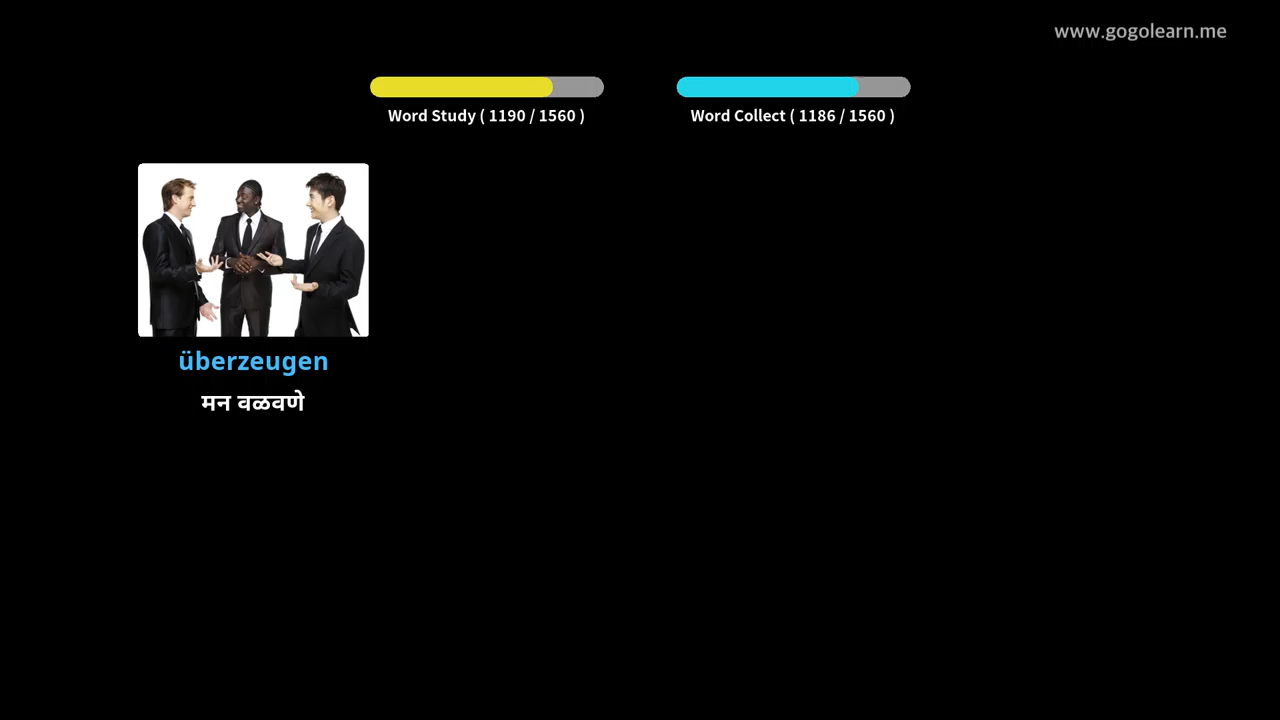 www.gogolearn.me
Word Study ( 1190 / 1560 )
Word Collect ( 1186 / 1560 )
überzeugen
मन वळवणे